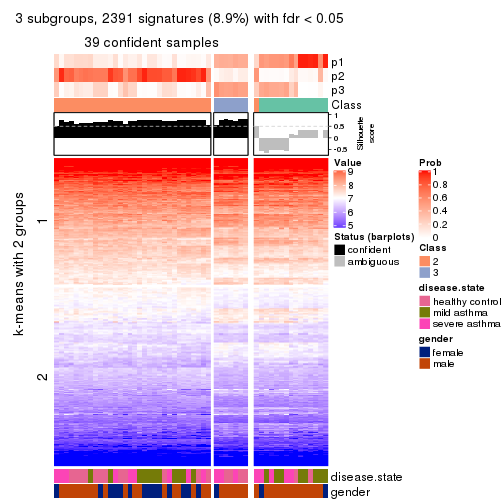 3 subgroups, 2391 signatures (8.9%) with fdr < 0.05
39 confident samples
p1
p2
p3
Class
1
0.5
0
-0.5
Silhouette
score
k-means with 2 groups
1
2
Value
9
8
7
6
5
Status (barplots)
confident
ambiguous
Prob
1
0.8
0.6
0.4
0.2
0
Class
2
3
disease.state
healthy control
mild asthma
severe asthma
gender
female
male
disease.state
gender